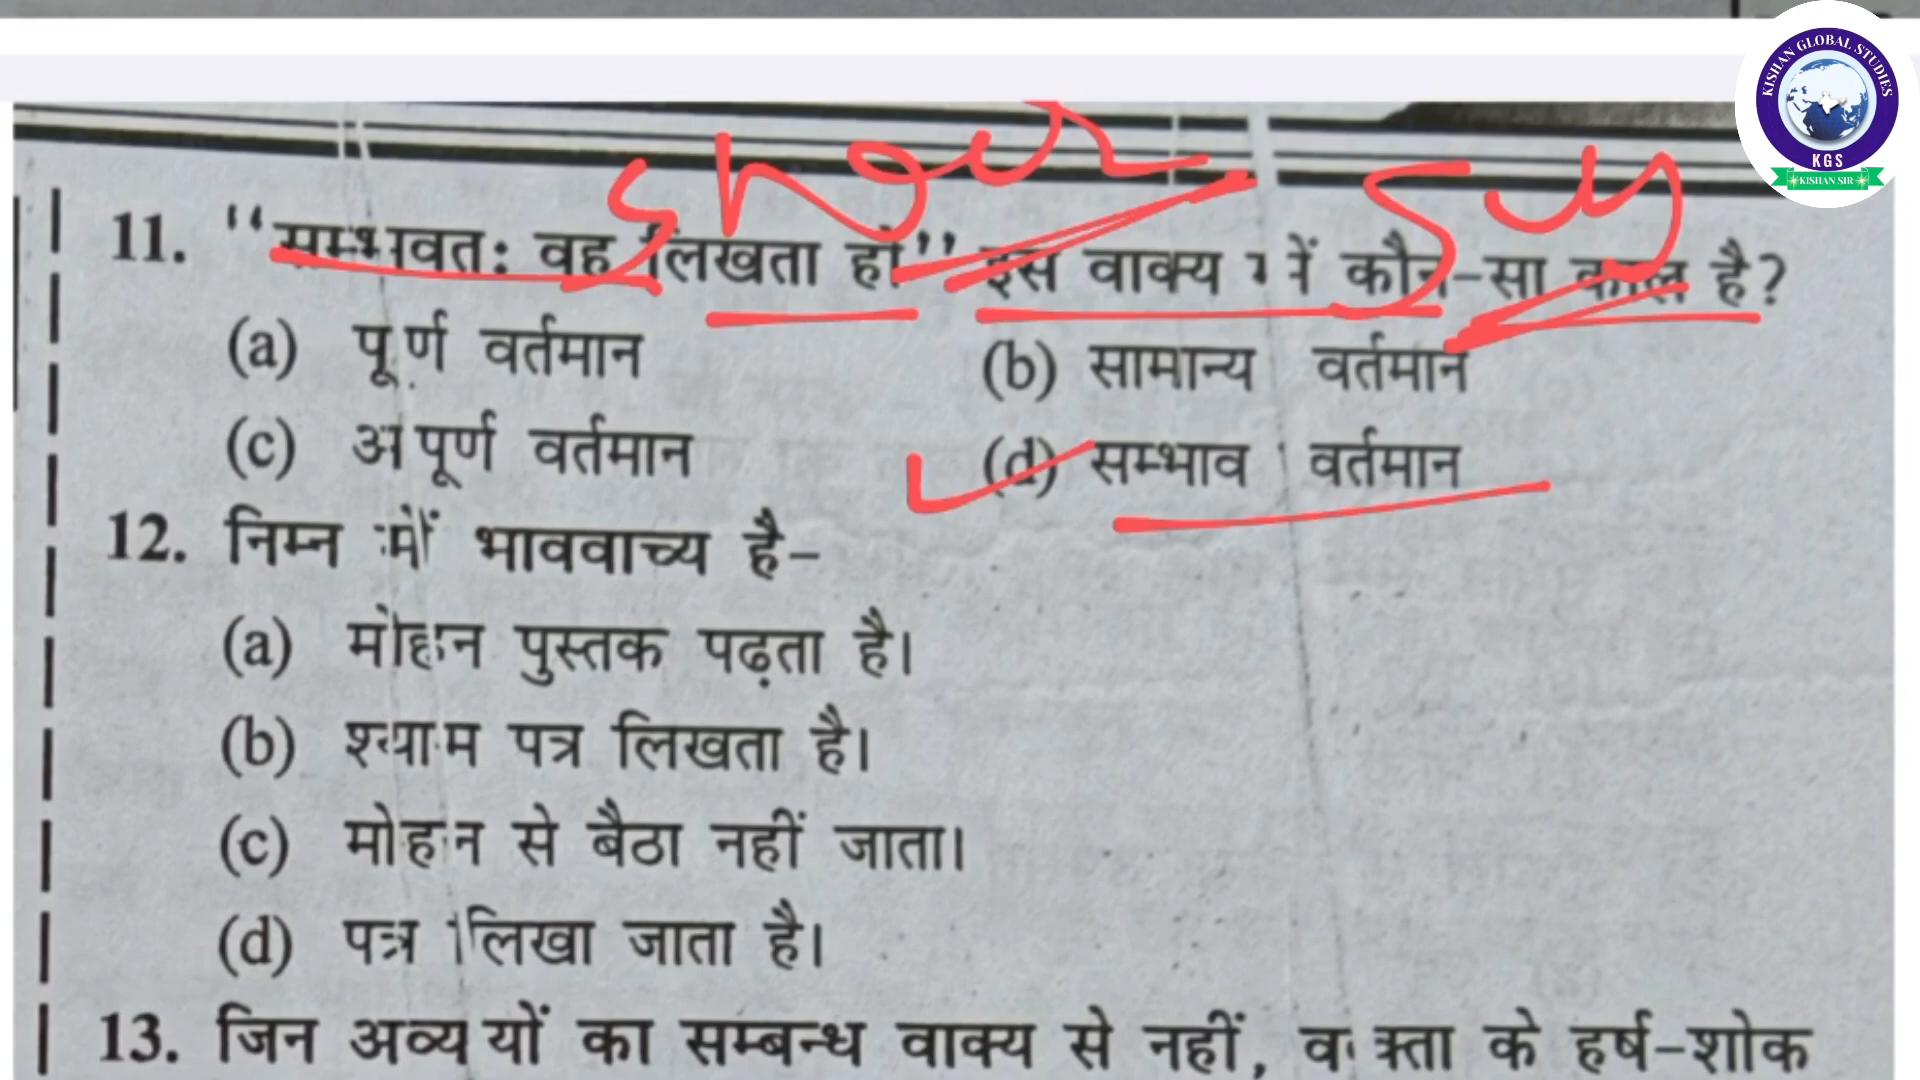 KISHAN GLOBAL STUDIES
KGS
KISHAN SIR
11. "सम्भवतः वह लिखता हो" इस वाक्य में कौन-सा काल है?
(a) पूर्ण वर्तमान
(b) सामान्य वर्तमान
(c) अपूर्ण वर्तमान
(d) सम्भाव वर्तमान
12. निम्न में भाववाच्य है-
(a) मोहन पुस्तक पढ़ता है।
(b) श्याम पत्र लिखता है।
(c) मोहन से बैठा नहीं जाता।
(d) पत्र लिखा जाता है।
13. जिन अव्ययों का सम्बन्ध वाक्य से नहीं, वक्ता के हर्ष-शोक